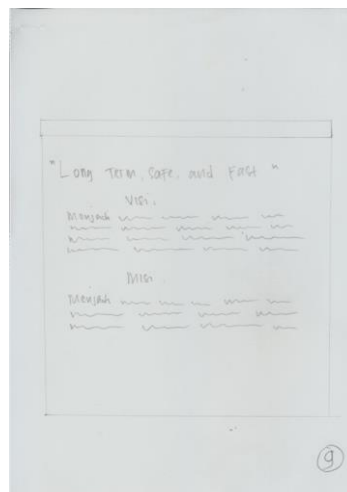 "Long Term, Safe, and Fast"
Visi.
Menjadi
Misi
Menjadi
9